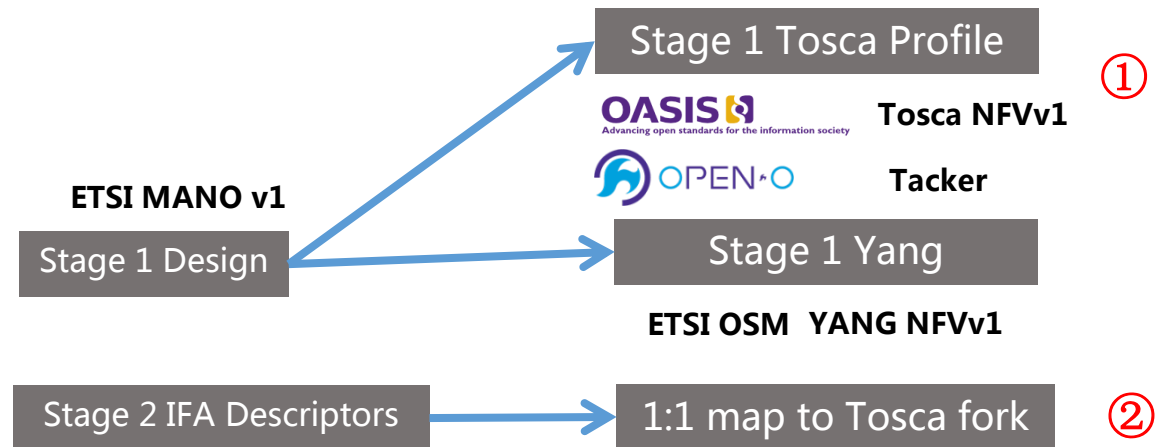 Stage 1 Tosca Profile
①
OASIS
Advancing open standards for the information society
Tosca NFVv1
OPEN-O
Tacker
ETSI MANO v1
Stage 1 Design
Stage 1 Yang
ETSI OSM YANG NFVv1
Stage 2 IFA Descriptors
1:1 map to Tosca fork
②